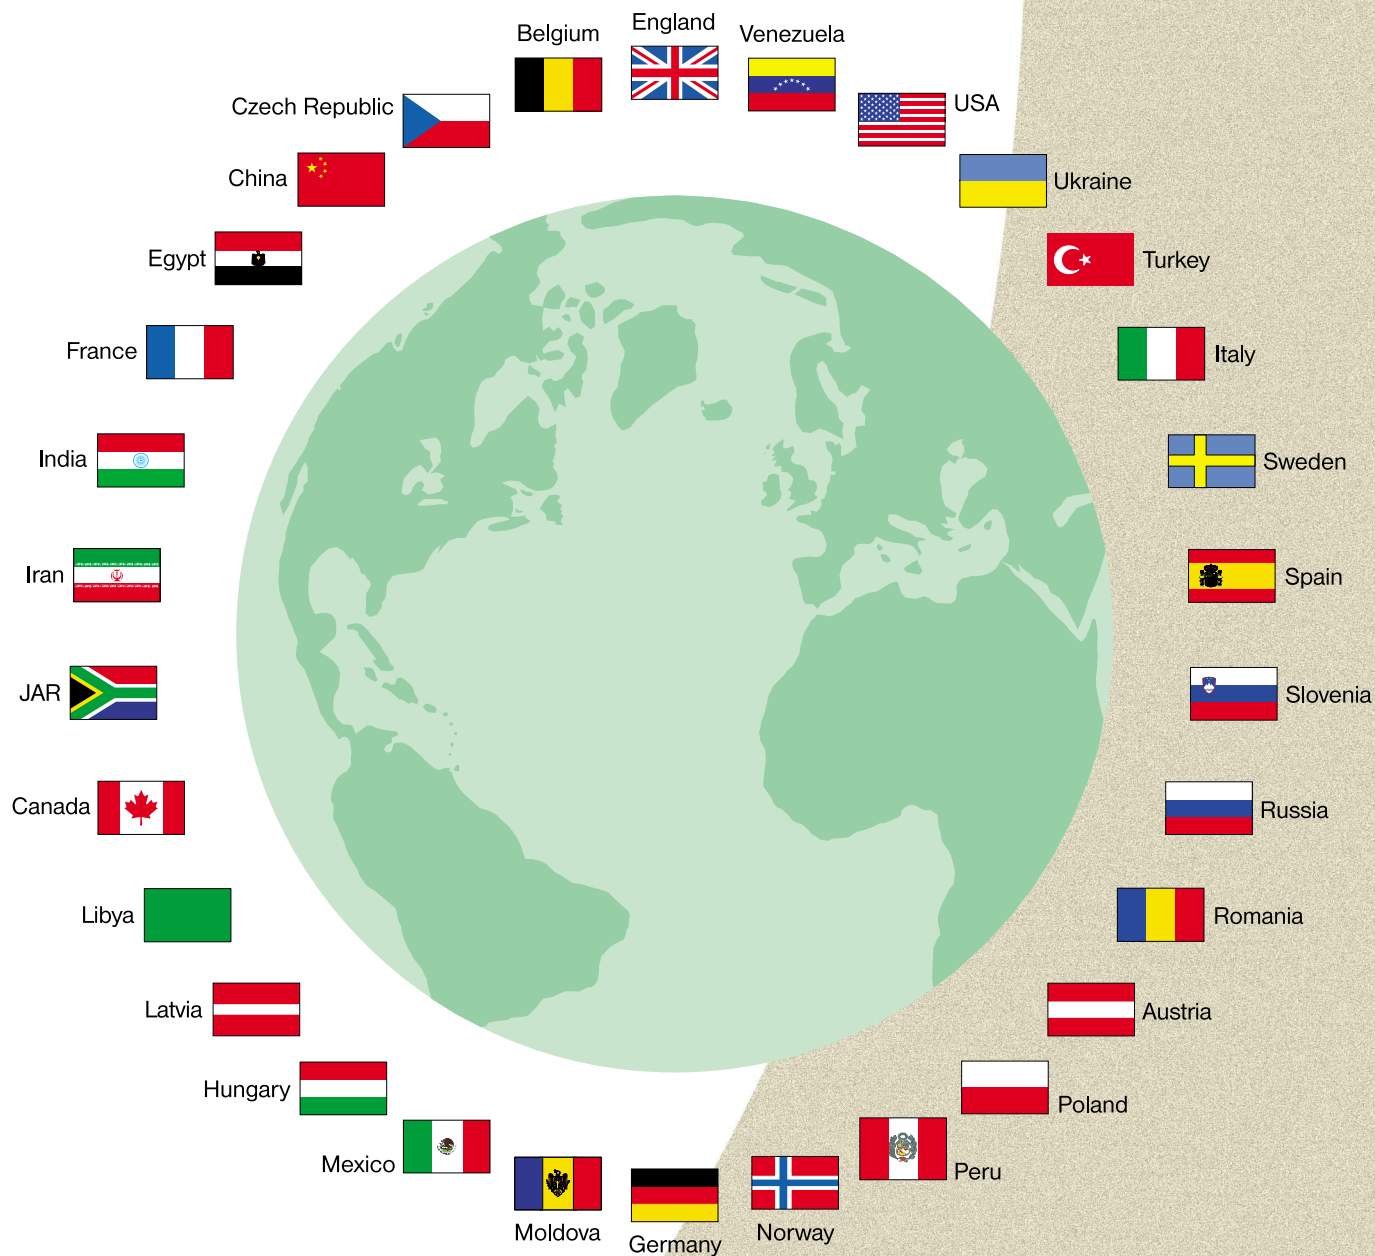 England
Belgium
Venezuela
Czech Republic
USA
China
Ukraine
Egypt
Turkey
France
Italy
India
Sweden
Iran
Spain
JAR
Slovenia
Canada
Russia
Libya
Romania
Latvia
Austria
Hungary
Poland
Mexico
Peru
Moldova
Norway
Germany